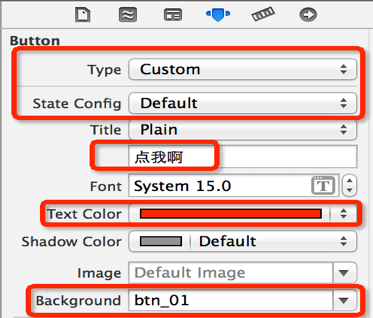 Button
Type Custom
State Config Default
Title Plain
点我啊
Font System 15.0 T
Text Color
Shadow Color Default
Image Default Image
Background btn_01